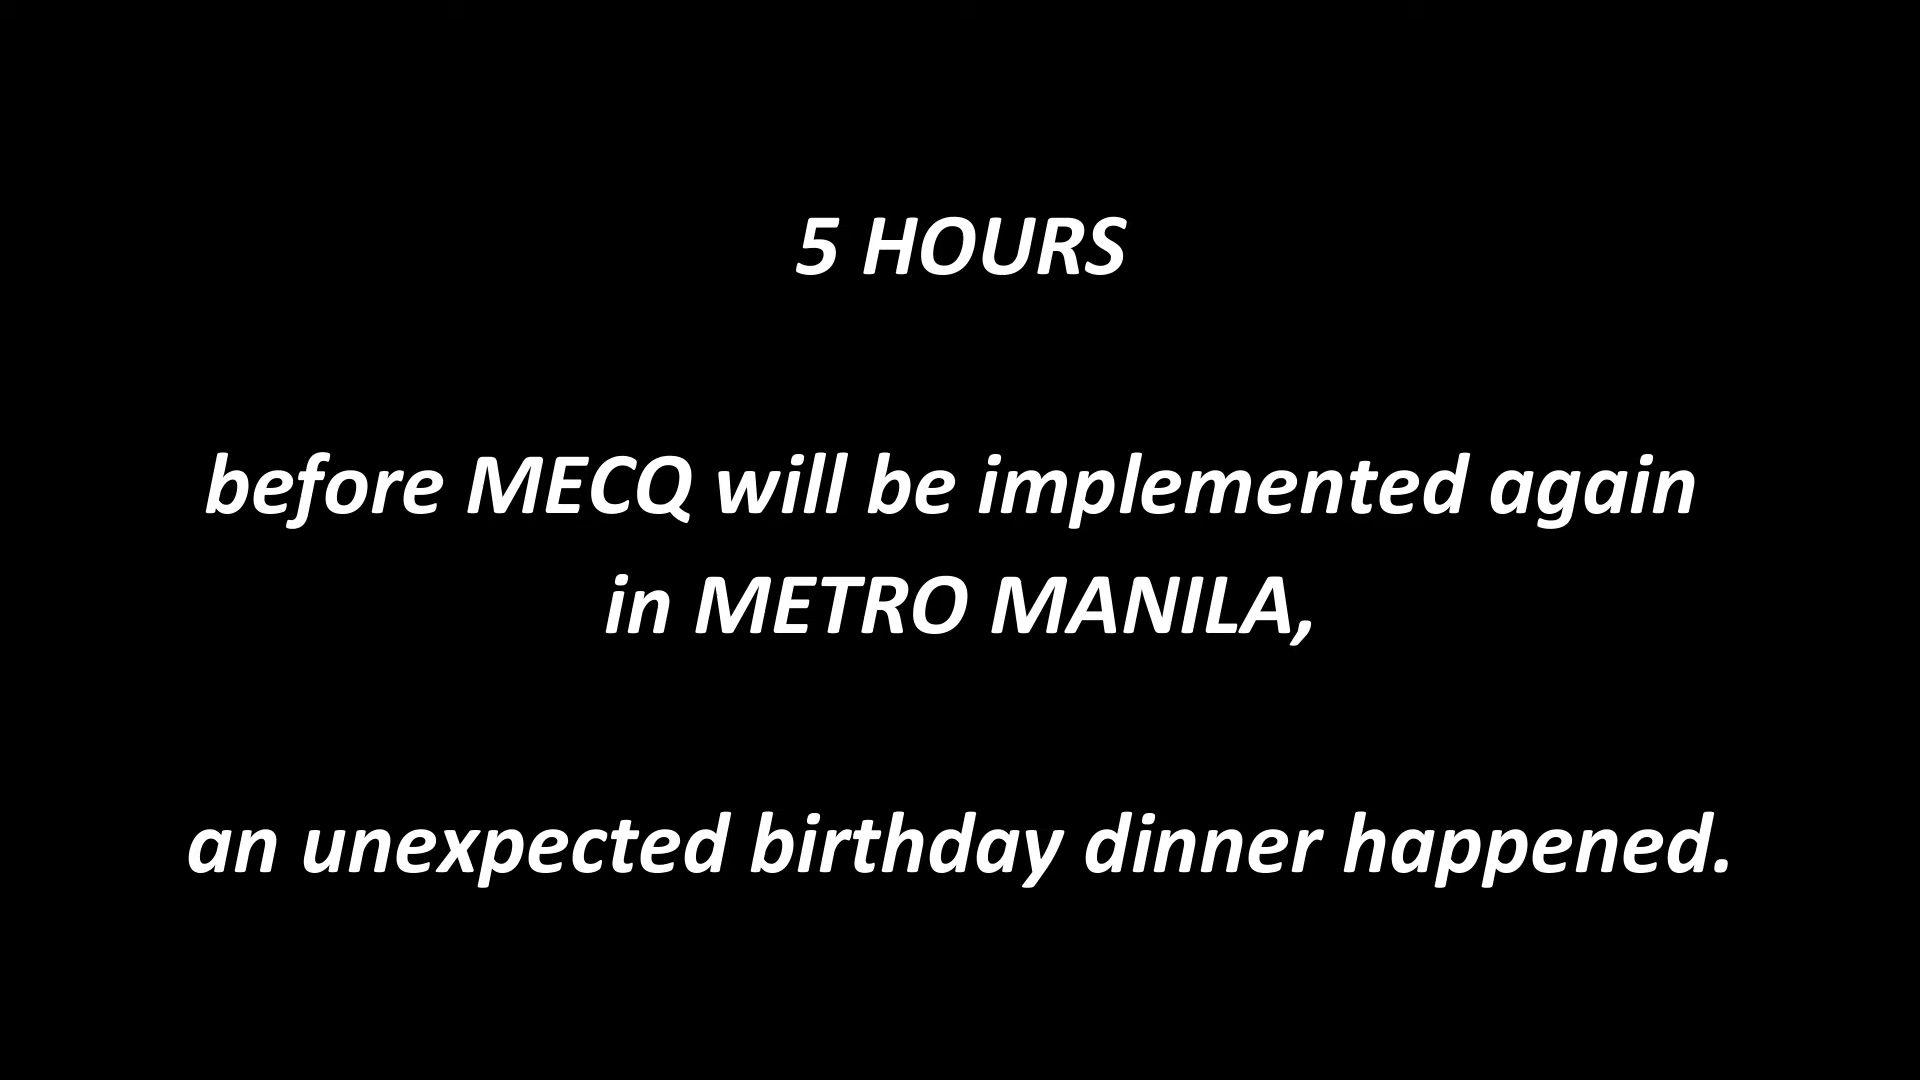 5 HOURS
before MECQ will be implemented again
in METRO MANILA,
an unexpected birthday dinner happened.